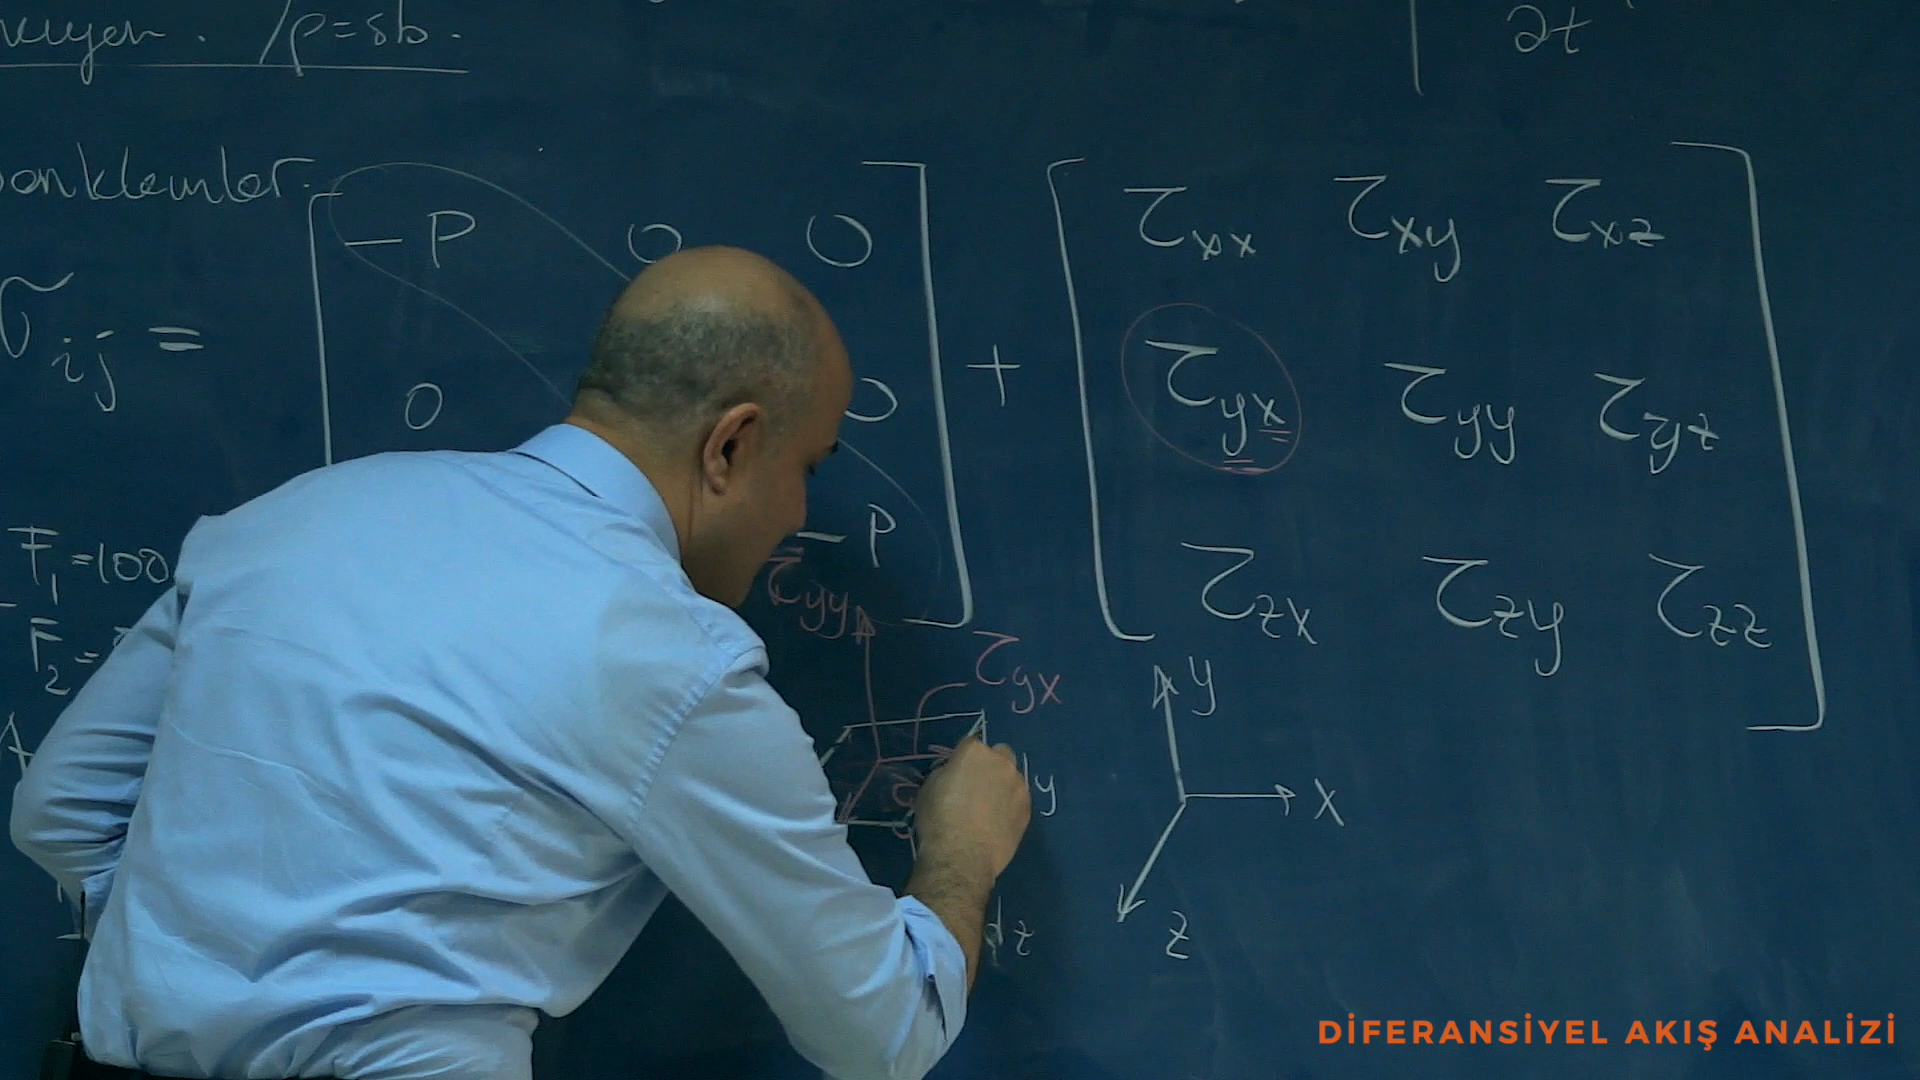 /ρ=sb.
∂t
denklemler.
-P 0 0
τxx τxy τxz
σij =
+
0 0
τyx τyy τyz
-P
τzx τzy τzz
F1=100
F2=
τyy
τyx
y
dy
x
dz
z
DİFERANSİYEL AKIŞ ANALİZİ